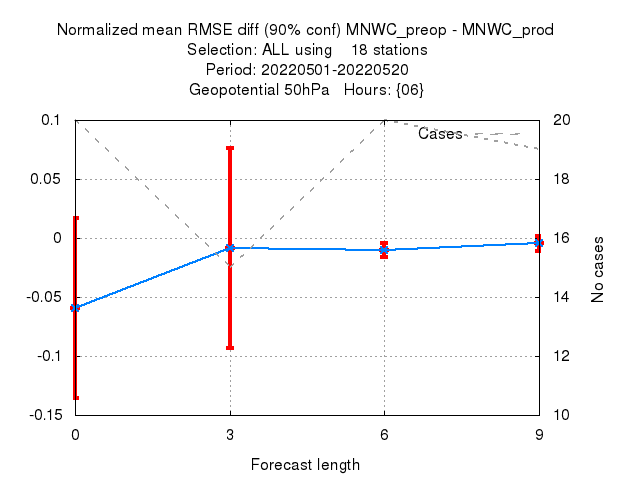 Normalized mean RMSE diff (90% conf) MNWC_preop - MNWC_prod
Selection: ALL using    18 stations
Period: 20220501-20220520
Geopotential 50hPa   Hours: {06}
0.1
0.05
0
-0.05
-0.1
-0.15
20
18
16
14
12
10
Cases
No cases
0 3 6 9
Forecast length